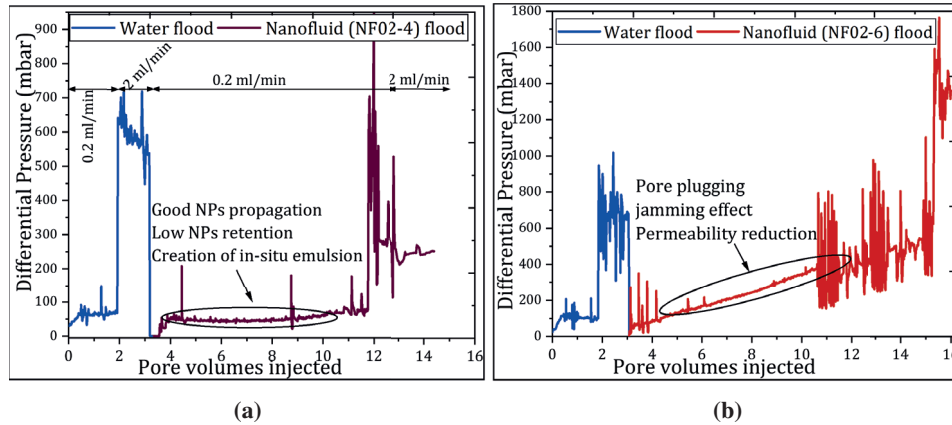 Water flood Nanofluid (NF02-4) flood
Differential Pressure (mbar)
900
800
700
600
500
400
300
200
100
0
0.2 ml/min
2 ml/min
0.2 ml/min
2 ml/min
Good NPs propagation
Low NPs retention
Creation of in-situ emulsion
0 2 4 6 8 10 12 14 16
Pore volumes injected
(a)
Water flood Nanofluid (NF02-6) flood
Differential Pressure (mbar)
1800
1600
1400
1200
1000
800
600
400
200
0
Pore plugging
jamming effect
Permeability reduction
0 2 4 6 8 10 12 14 16
Pore volumes injected
(b)